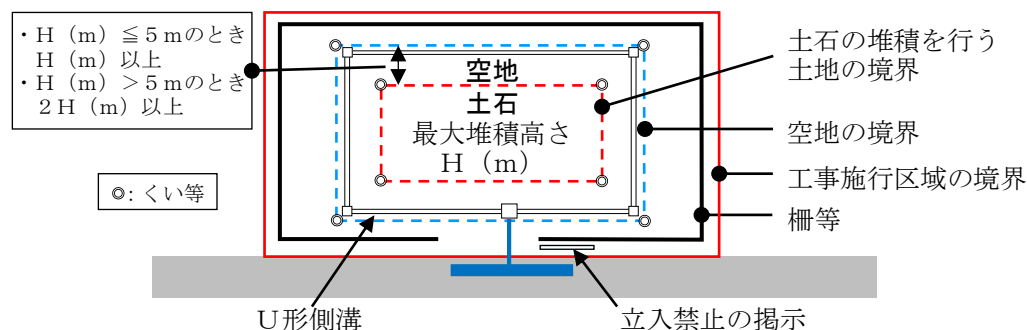 ・Ｈ（ｍ）≦５ｍのとき
Ｈ（ｍ）以上
・Ｈ（ｍ）＞５ｍのとき
２Ｈ（ｍ）以上
空地
土石
最大堆積高さ
Ｈ（ｍ）
土石の堆積を行う
土地の境界
空地の境界
工事施行区域の境界
柵等
◎: くい等
Ｕ形側溝
立入禁止の掲示